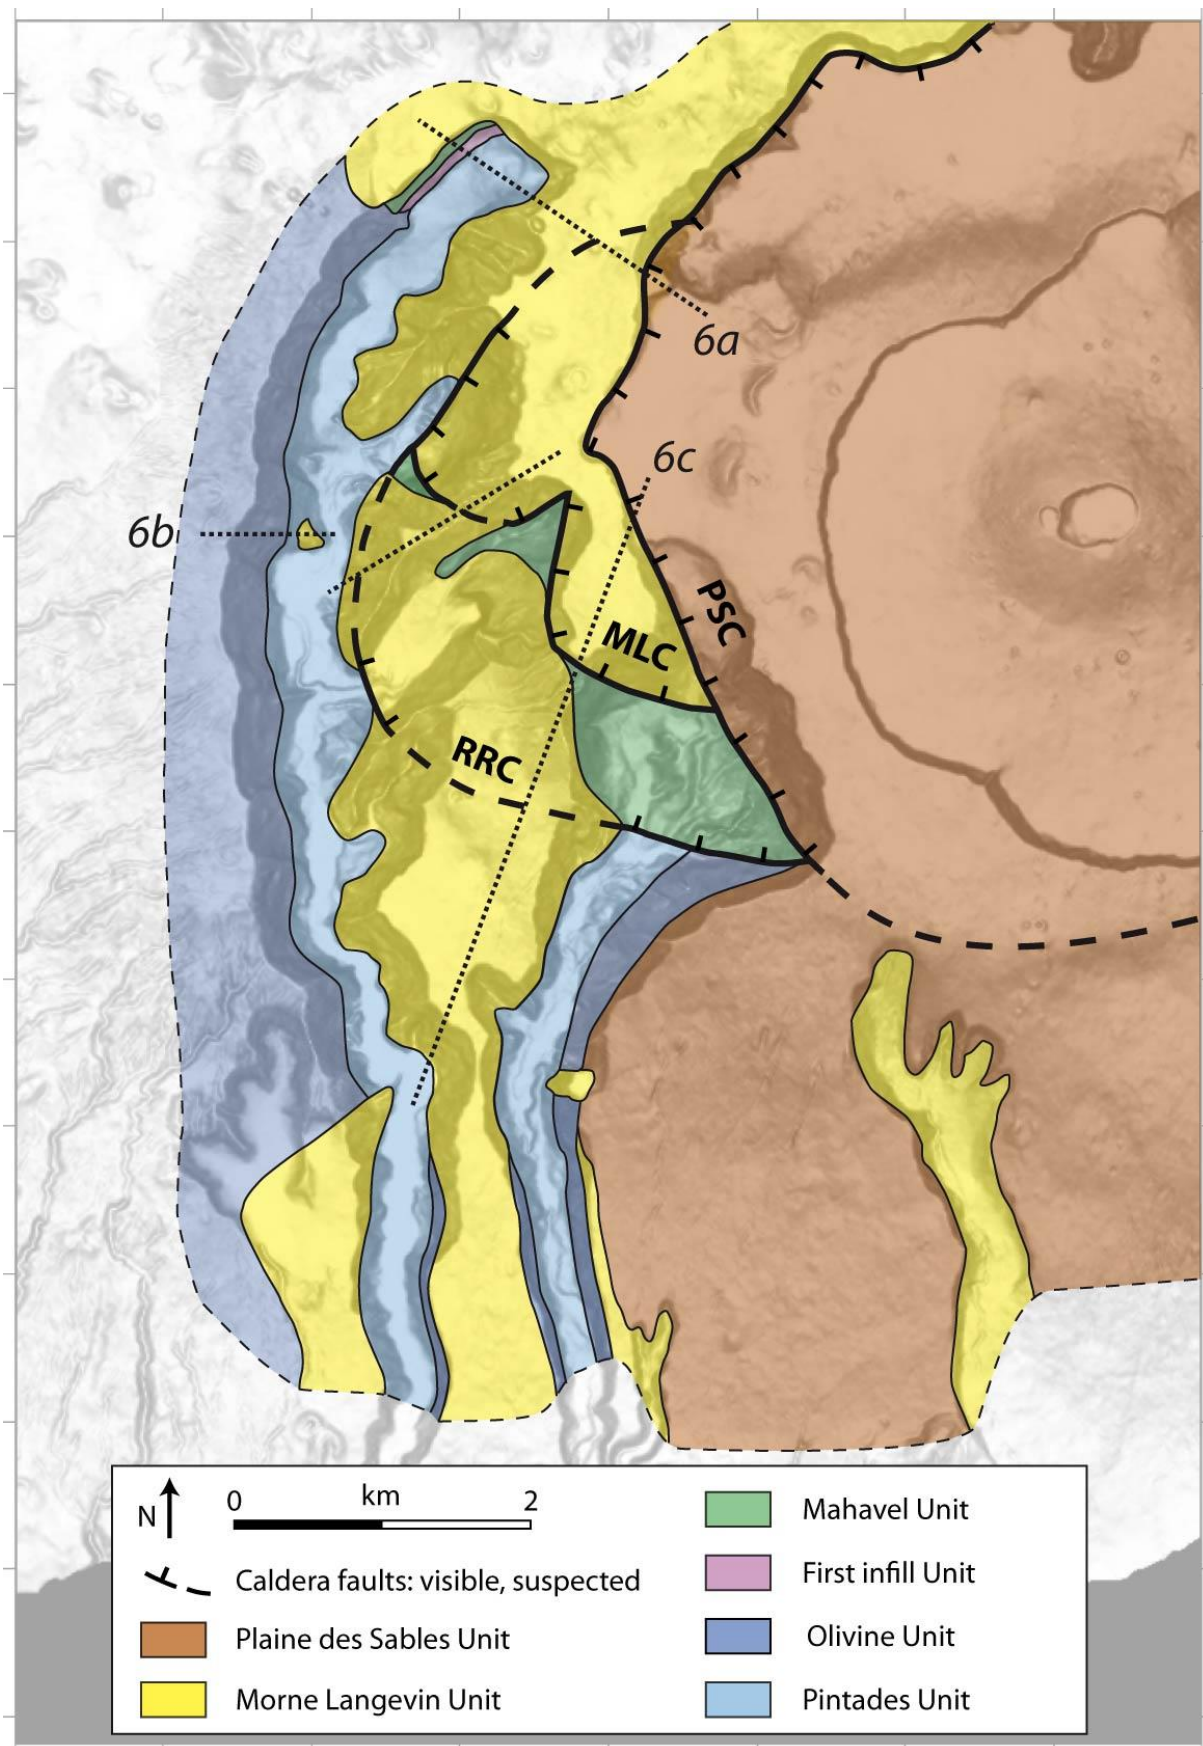 6a
6c
6b
PSC
MLC
RRC
N
0 km 2
Caldera faults: visible, suspected
Plaine des Sables Unit
Morne Langevin Unit
Mahavel Unit
First infill Unit
Olivine Unit
Pintades Unit